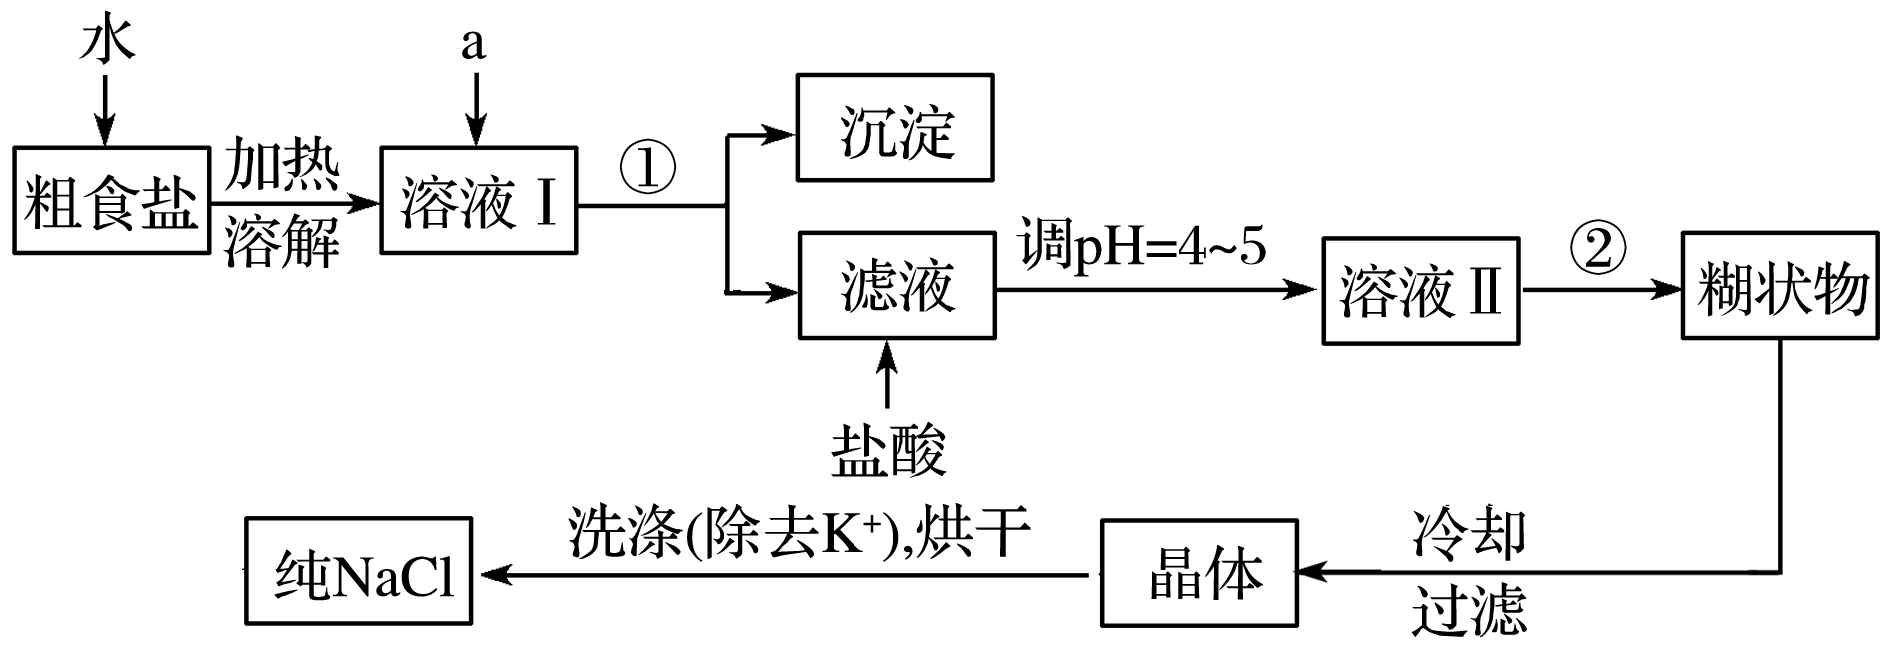 水
a
粗食盐
加热
溶解
溶液Ⅰ
①
沉淀
滤液
盐酸
调pH=4~5
溶液Ⅱ
②
糊状物
冷却
过滤
晶体
洗涤(除去K⁺),烘干
纯NaCl